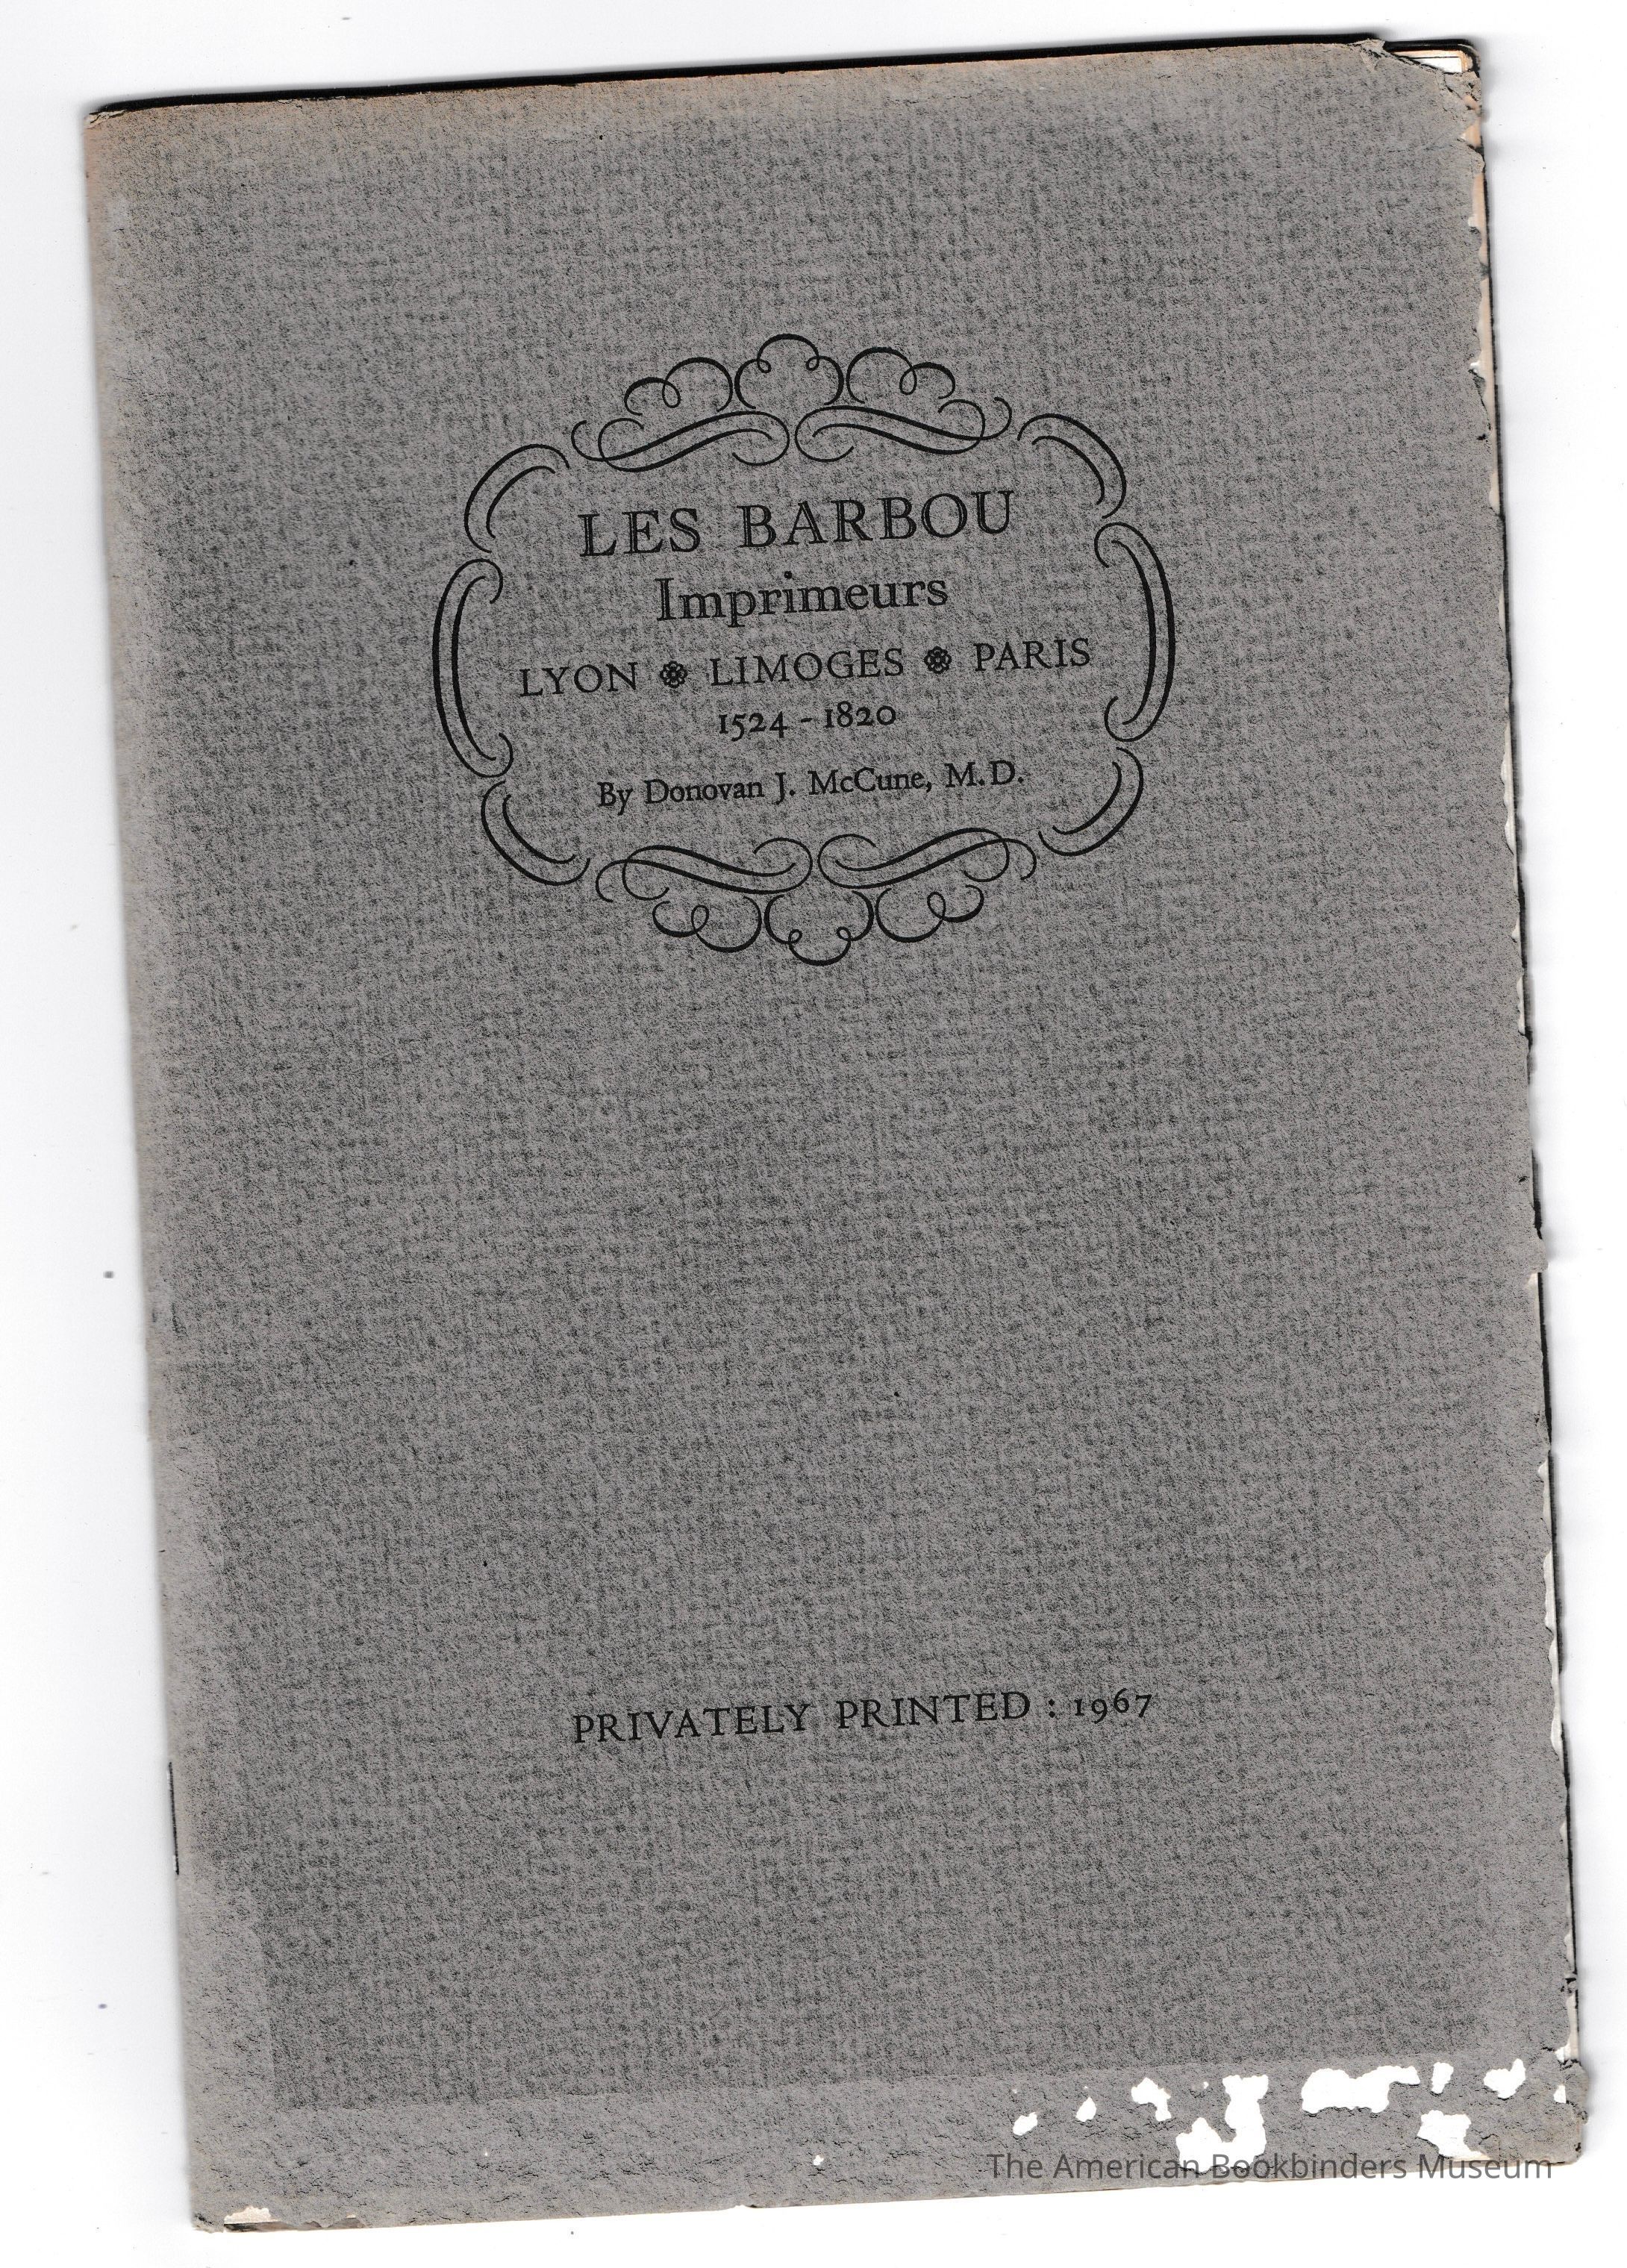 LES BARBOU
Imprimeurs
LYON ❁ LIMOGES ❁ PARIS
1524 - 1820
By Donovan J. McCune, M.D.
PRIVATELY PRINTED : 1967
The American Bookbinders Museum